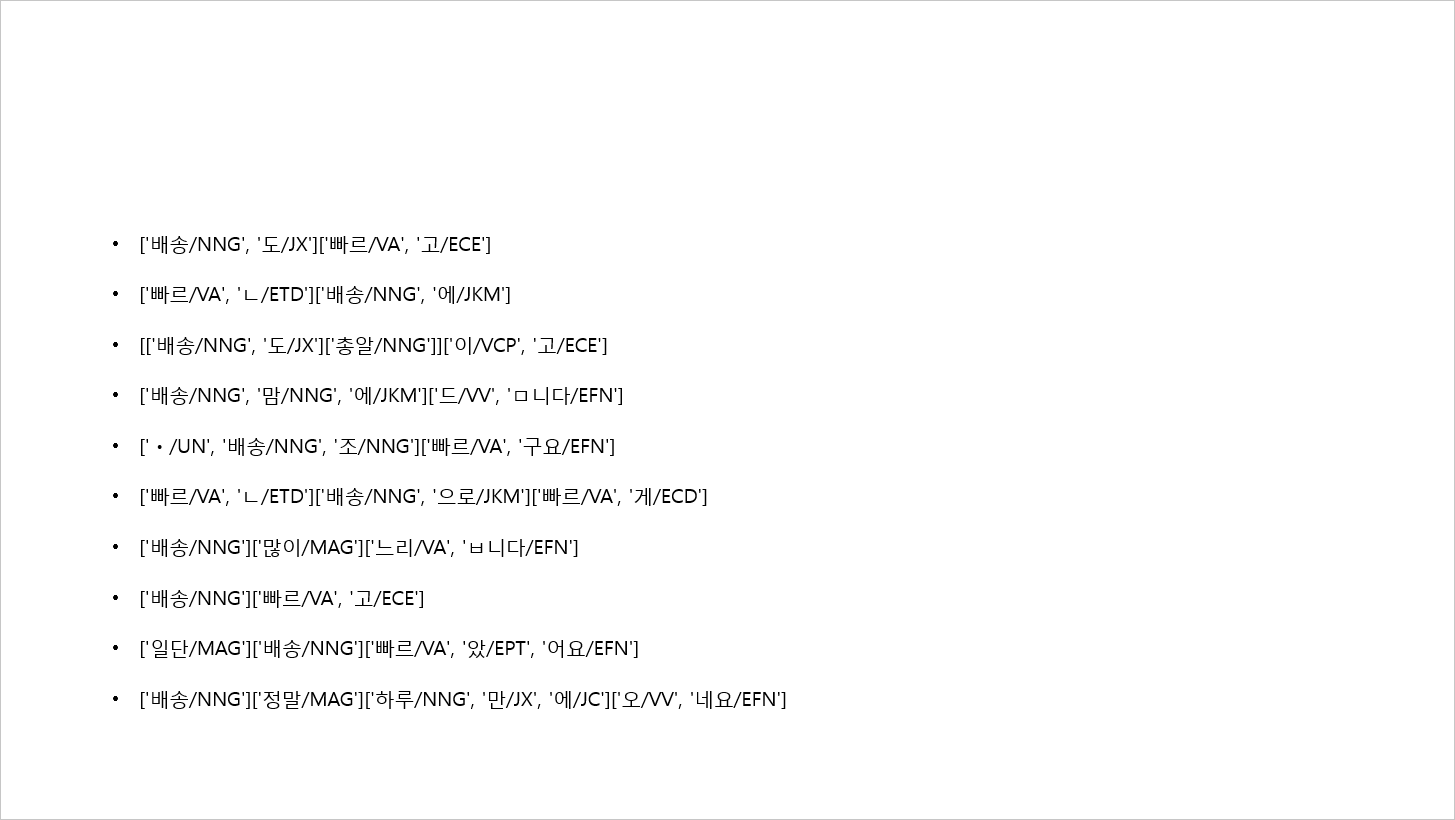 • ['배송/NNG', '도/JX']['빠르/VA', '고/ECE']
• ['빠르/VA', 'ㄴ/ETD']['배송/NNG', '에/JKM']
• [['배송/NNG', '도/JX']['총알/NNG']]['이/VCP', '고/ECE']
• ['배송/NNG', '맘/NNG', '에/JKM']['드/VV', 'ㅁ니다/EFN']
• ['•/UN', '배송/NNG', '조/NNG']['빠르/VA', '구요/EFN']
• ['빠르/VA', 'ㄴ/ETD']['배송/NNG', '으로/JKM']['빠르/VA', '게/ECD']
• ['배송/NNG']['많이/MAG']['느리/VA', 'ㅂ니다/EFN']
• ['배송/NNG']['빠르/VA', '고/ECE']
• ['일단/MAG']['배송/NNG']['빠르/VA', '았/EPT', '어요/EFN']
• ['배송/NNG']['정말/MAG']['하루/NNG', '만/JX', '에/JC']['오/VV', '네요/EFN']